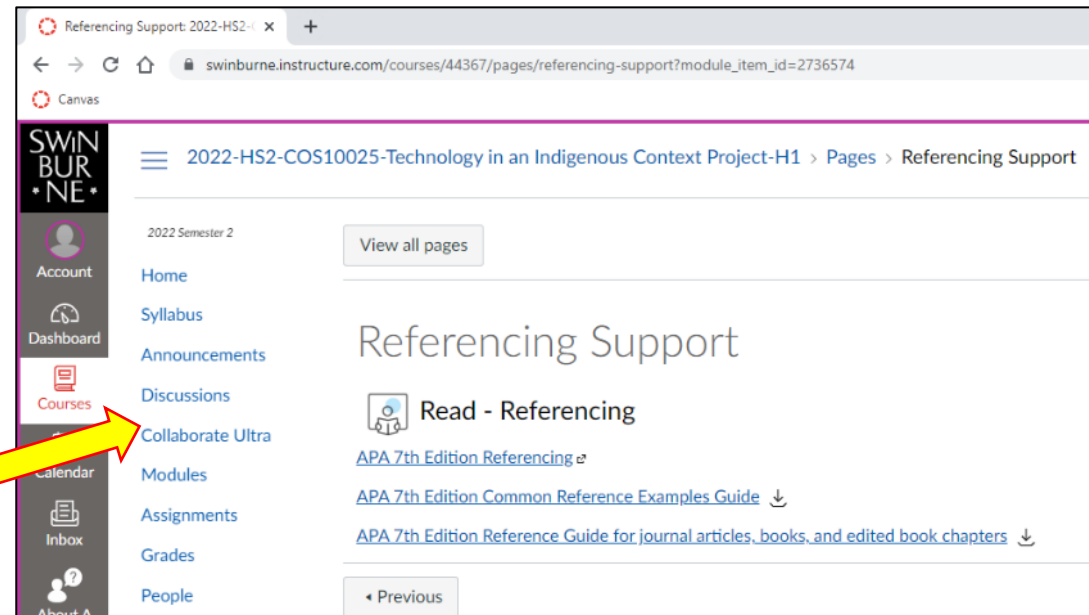 Referencing Support: 2022-HS2-
swinburne.instructure.com/courses/44367/pages/referencing-support?module_item_id=2736574
Canvas
SWiN
BUR
*NE*
2022-HS2-COS10025-Technology in an Indigenous Context Project-H1 > Pages > Referencing Support
Account
Dashboard
Courses
Calendar
Inbox
About A
2022 Semester 2
Home
Syllabus
Announcements
Discussions
Collaborate Ultra
Modules
Assignments
Grades
People
View all pages
Referencing Support
Read - Referencing
APA 7th Edition Referencing
APA 7th Edition Common Reference Examples Guide
APA 7th Edition Reference Guide for journal articles, books, and edited book chapters
Previous